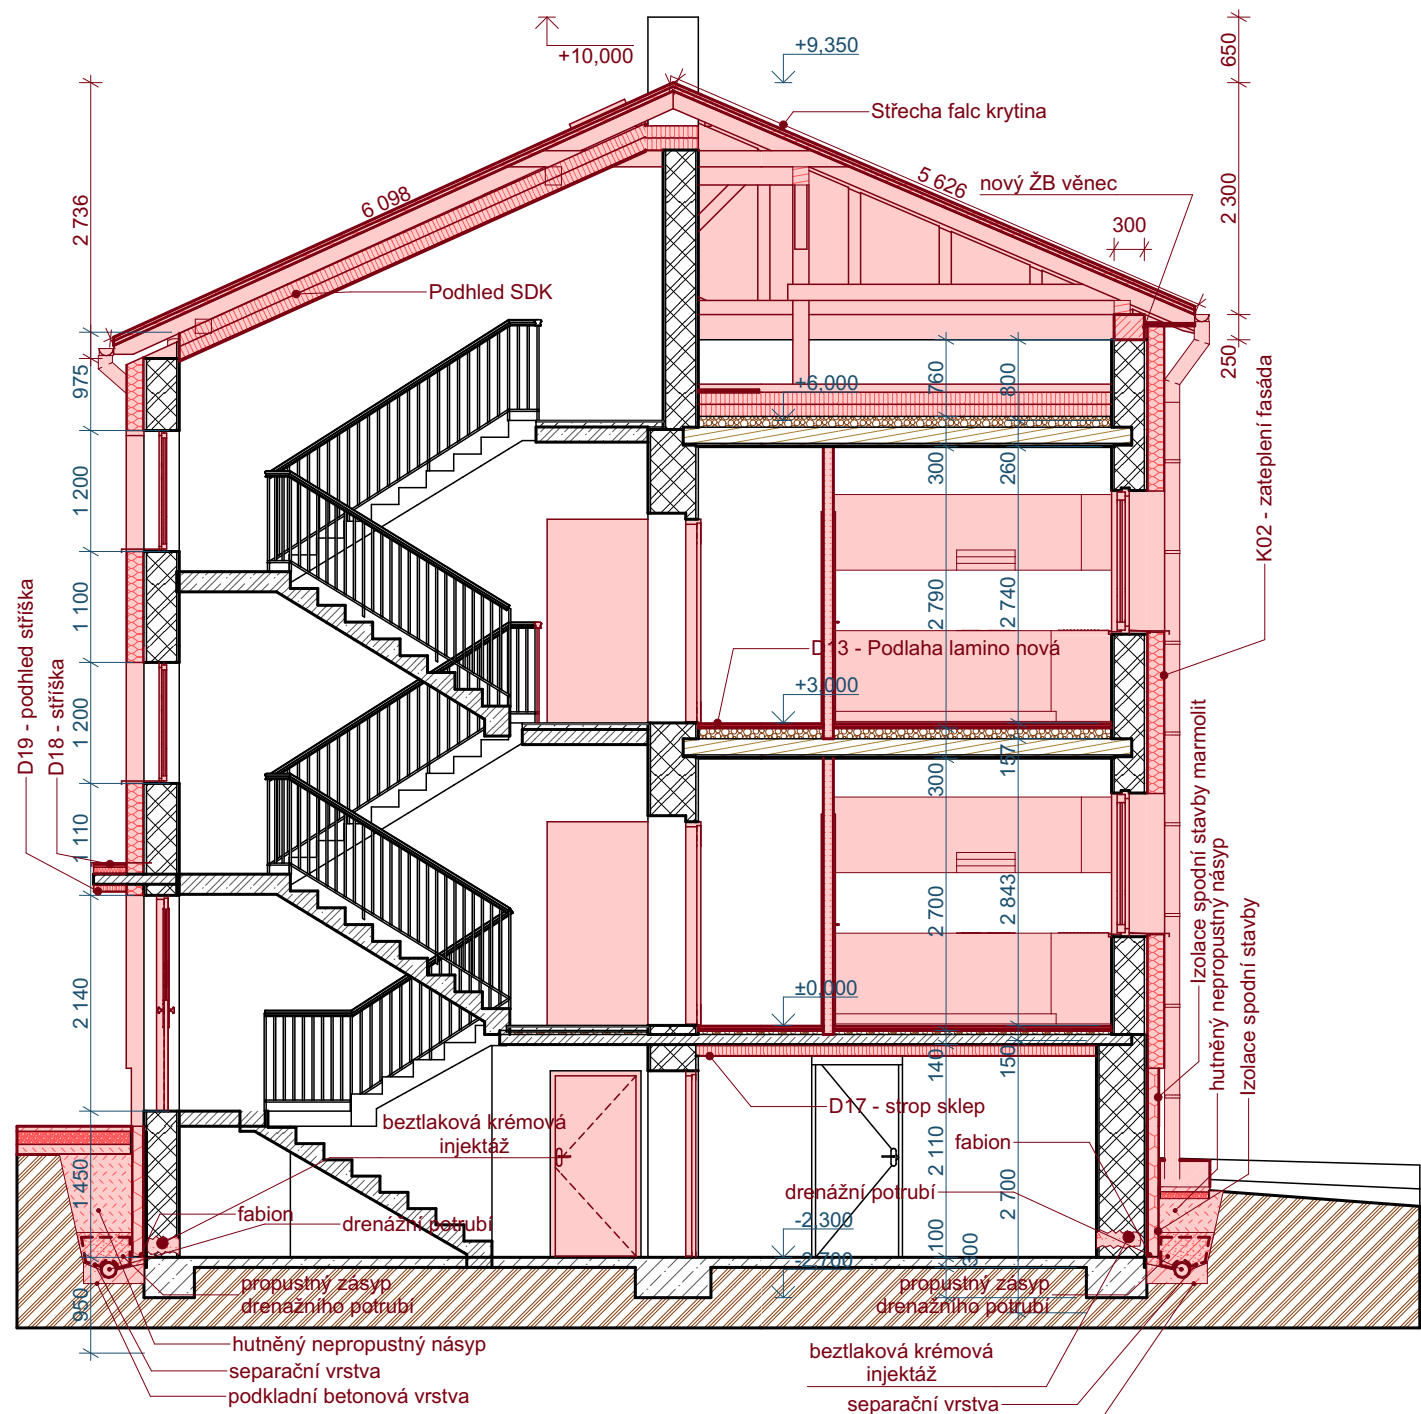 +10,000
+9,350
650
Střecha falc krytina
2 736
6 098
5 626
nový ŽB věnec
300
2 300
Podhled SDK
250
975
760
800
+6,000
K02 - zateplení fasáda
1 200
300
260
1 100
2 790
2 740
D13 - Podlaha lamino nová
+3,000
D19 - podhled stříška
D18 - stříška
1 200
300
157
1 110
2 700
2 843
Izolace spodní stavby marmolit
hutněný nepropustný násyp
Izolace spodní stavby
2 140
±0,000
140
150
D17 - strop sklep
beztlaková krémová
injektáž
fabion
2 110
2 700
1 450
drenážní potrubí
fabion
drenážní potrubí
-2,300
-2,700
100
300
950
propustný zásyp
drenažního potrubí
propustný zásyp
drenažního potrubí
hutněný nepropustný násyp
separační vrstva
podkladní betonová vrstva
beztlaková krémová
injektáž
separační vrstva